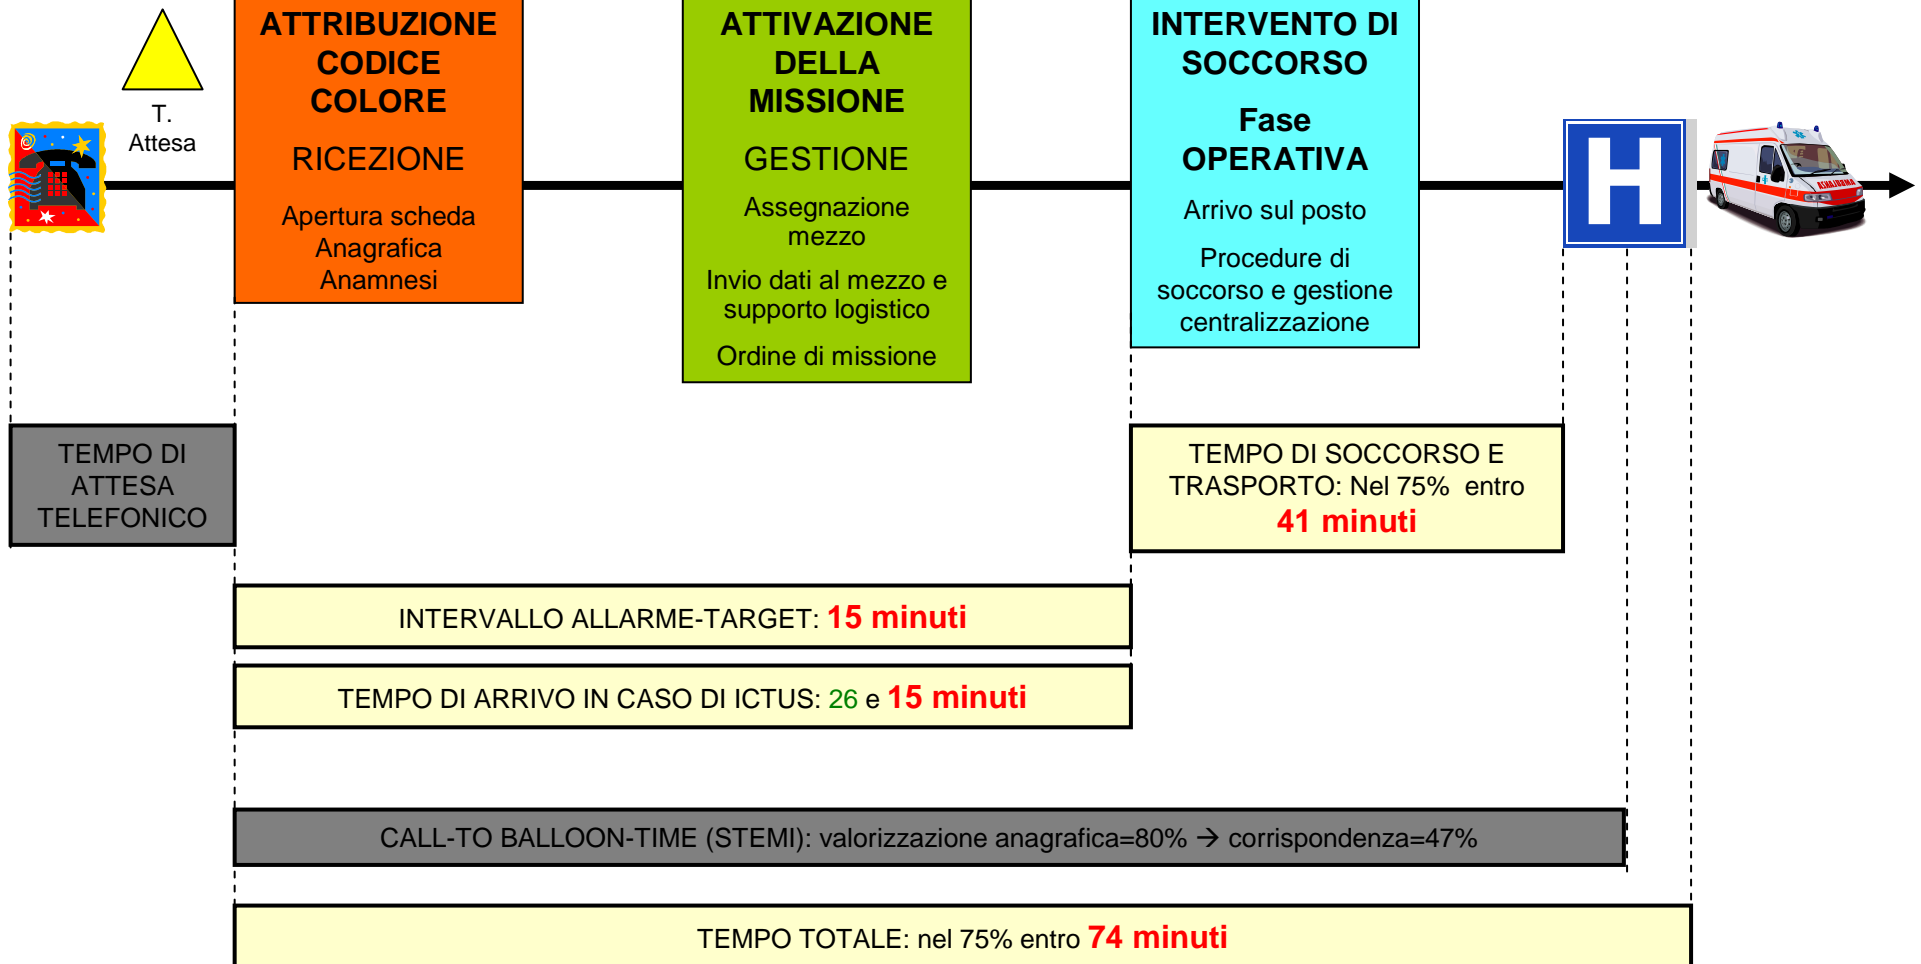 T.
Attesa
ATTRIBUZIONE
CODICE
COLORE
RICEZIONE
Apertura scheda
Anagrafica
Anamnesi
ATTIVAZIONE
DELLA
MISSIONE
GESTIONE
Assegnazione
mezzo
Invio dati al mezzo e
supporto logistico
Ordine di missione
INTERVENTO DI
SOCCORSO
Fase
OPERATIVA
Arrivo sul posto
Procedure di
soccorso e gestione
centralizzazione
H
TEMPO DI
ATTESA
TELEFONICO
TEMPO DI SOCCORSO E
TRASPORTO: Nel 75% entro
41 minuti
INTERVALLO ALLARME-TARGET: 15 minuti
TEMPO DI ARRIVO IN CASO DI ICTUS: 26 e 15 minuti
CALL-TO BALLOON-TIME (STEMI): valorizzazione anagrafica=80% → corrispondenza=47%
TEMPO TOTALE: nel 75% entro 74 minuti